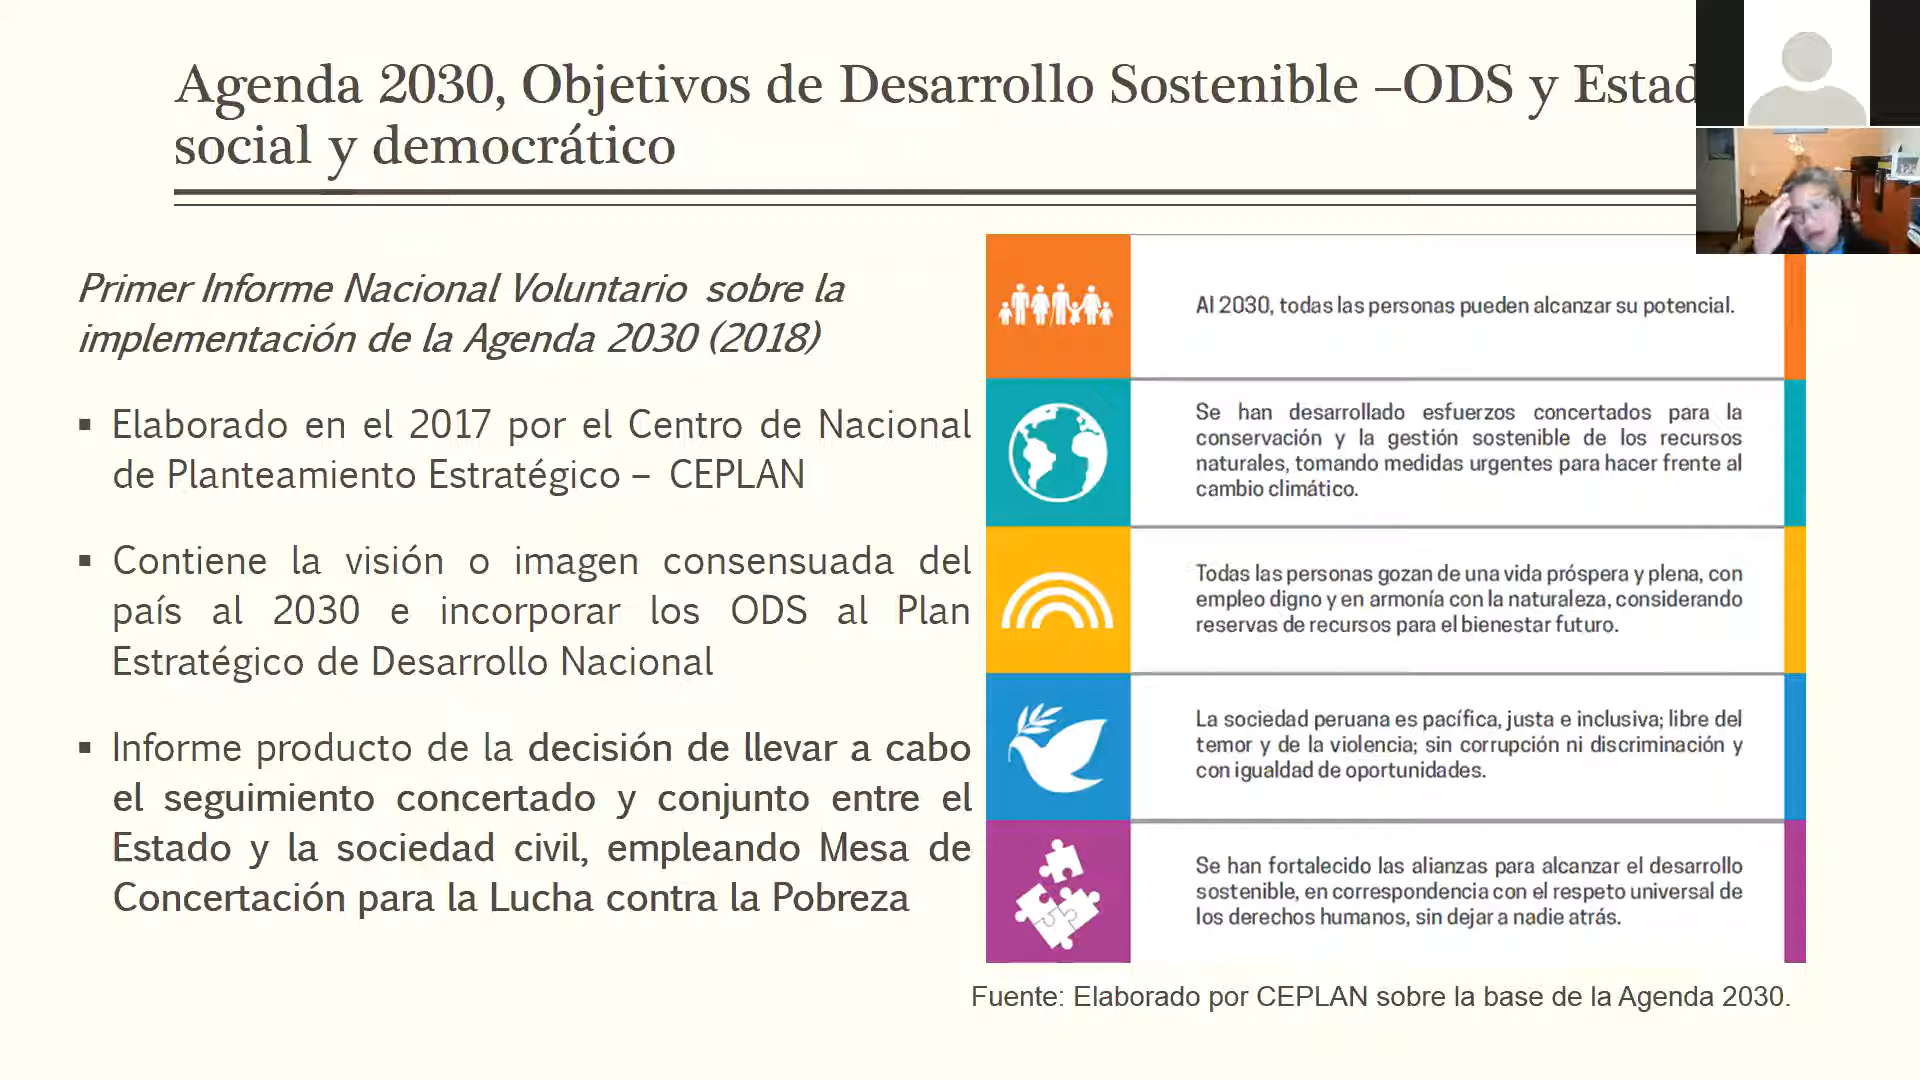 Agenda 2030, Objetivos de Desarrollo Sostenible –ODS y Estad
social y democrático
Primer Informe Nacional Voluntario sobre la
implementación de la Agenda 2030 (2018)
▪ Elaborado en el 2017 por el Centro de Nacional
de Planteamiento Estratégico – CEPLAN
▪ Contiene la visión o imagen consensuada del
país al 2030 e incorporar los ODS al Plan
Estratégico de Desarrollo Nacional
▪ Informe producto de la decisión de llevar a cabo
el seguimiento concertado y conjunto entre el
Estado y la sociedad civil, empleando Mesa de
Concertación para la Lucha contra la Pobreza
Al 2030, todas las personas pueden alcanzar su potencial.
Se han desarrollado esfuerzos concertados para la
conservación y la gestión sostenible de los recursos
naturales, tomando medidas urgentes para hacer frente al
cambio climático.
Todas las personas gozan de una vida próspera y plena, con
empleo digno y en armonía con la naturaleza, considerando
reservas de recursos para el bienestar futuro.
La sociedad peruana es pacífica, justa e inclusiva; libre del
temor y de la violencia; sin corrupción ni discriminación y
con igualdad de oportunidades.
Se han fortalecido las alianzas para alcanzar el desarrollo
sostenible, en correspondencia con el respeto universal de
los derechos humanos, sin dejar a nadie atrás.
Fuente: Elaborado por CEPLAN sobre la base de la Agenda 2030.